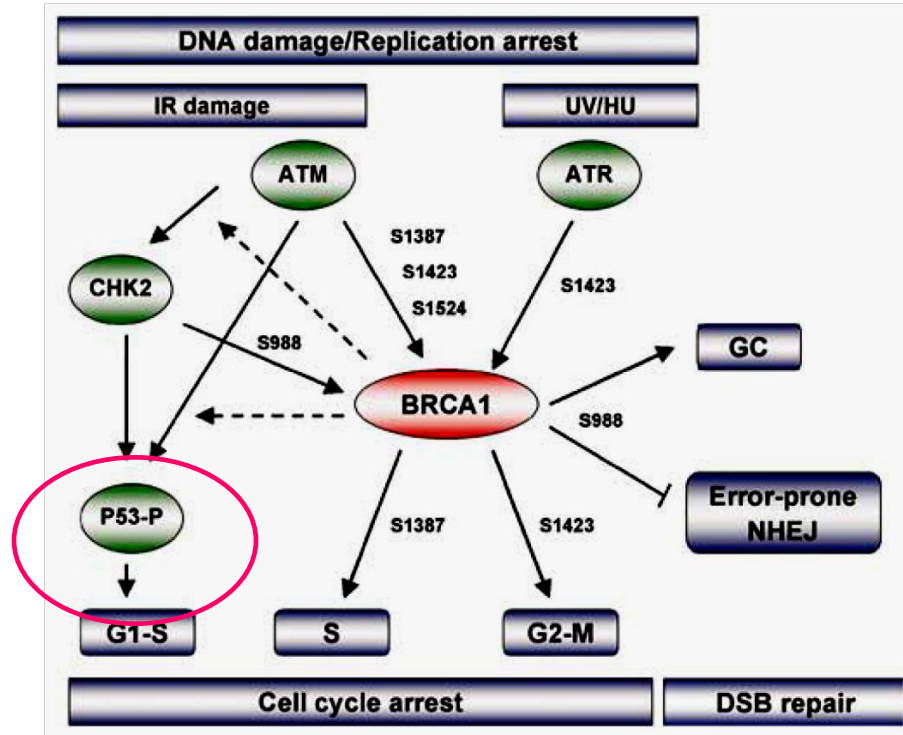 DNA damage/Replication arrest
IR damage
UV/HU
ATM
ATR
S1387
S1423
S1524
S1423
CHK2
S988
GC
BRCA1
S988
P53-P
Error-prone
NHEJ
S1387
S1423
G1-S
S
G2-M
Cell cycle arrest
DSB repair